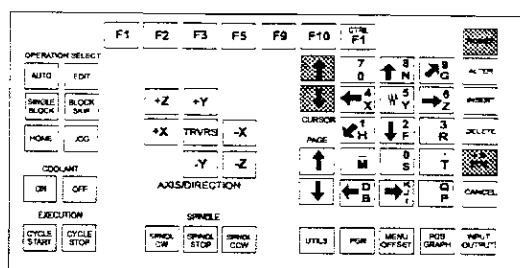 F1 F2 F3 F5 F9 F10 CTRL F1
OPERATION SELECT
AUTO EDIT
SINGLE BLOCK BLOCK SKIP
HOME JOG
COOLANT
ON OFF
EXECUTION
CYCLE START CYCLE STOP
+Z +Y
+X TRVRS -X
-Y -Z
AXIS/DIRECTION
SPINDLE
SPINDL CW SPINDL STOP SPINDL CCW
CURSOR
PAGE
7 O 8 N 9 G
4 X 5 Y 6 Z
1 H 2 F 3 R
M 0 S T
D B K Q P
ALTER
INSERT
DELETE
CANCEL
UTILS PGR MENU OFFSET POS GRAPH INPUT OUTPUT